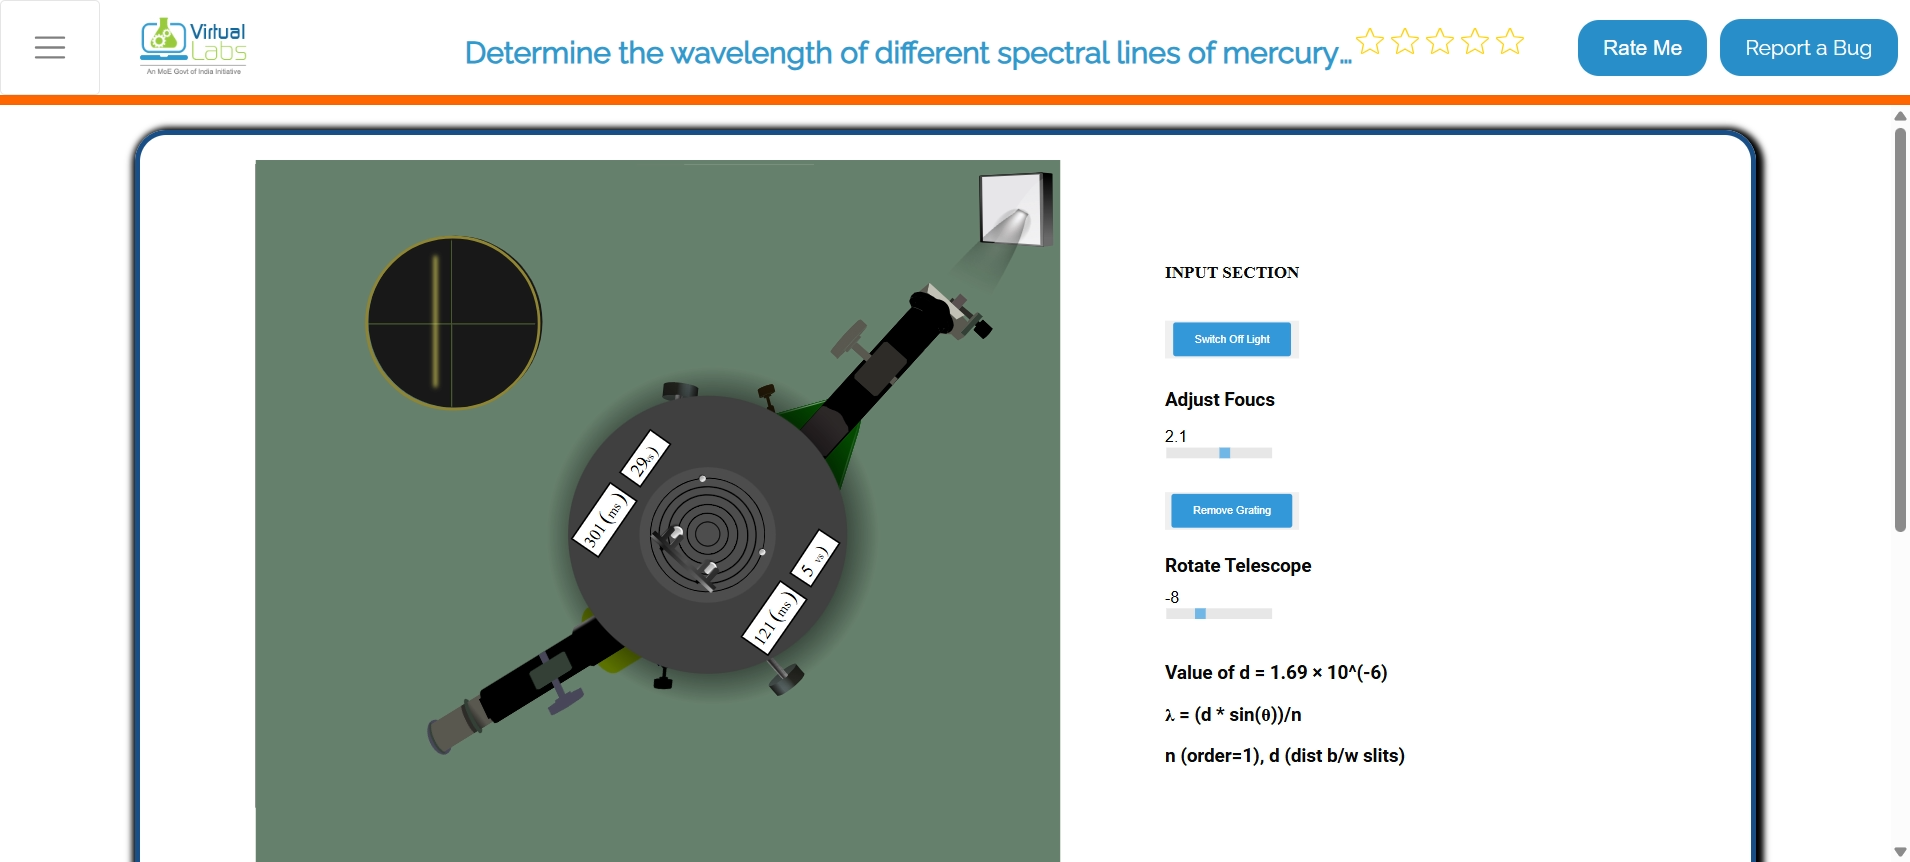 Virtual
Labs
An MoE Govt of India Initiative
Determine the wavelength of different spectral lines of mercury...
Rate Me
Report a Bug
INPUT SECTION
Switch Off Light
Adjust Foucs
2.1
Remove Grating
Rotate Telescope
-8
Value of d = 1.69 × 10^(-6)
λ = (d * sin(θ))/n
n (order=1), d (dist b/w slits)
29(vs)
301(ms)
5(vs)
121(ms)